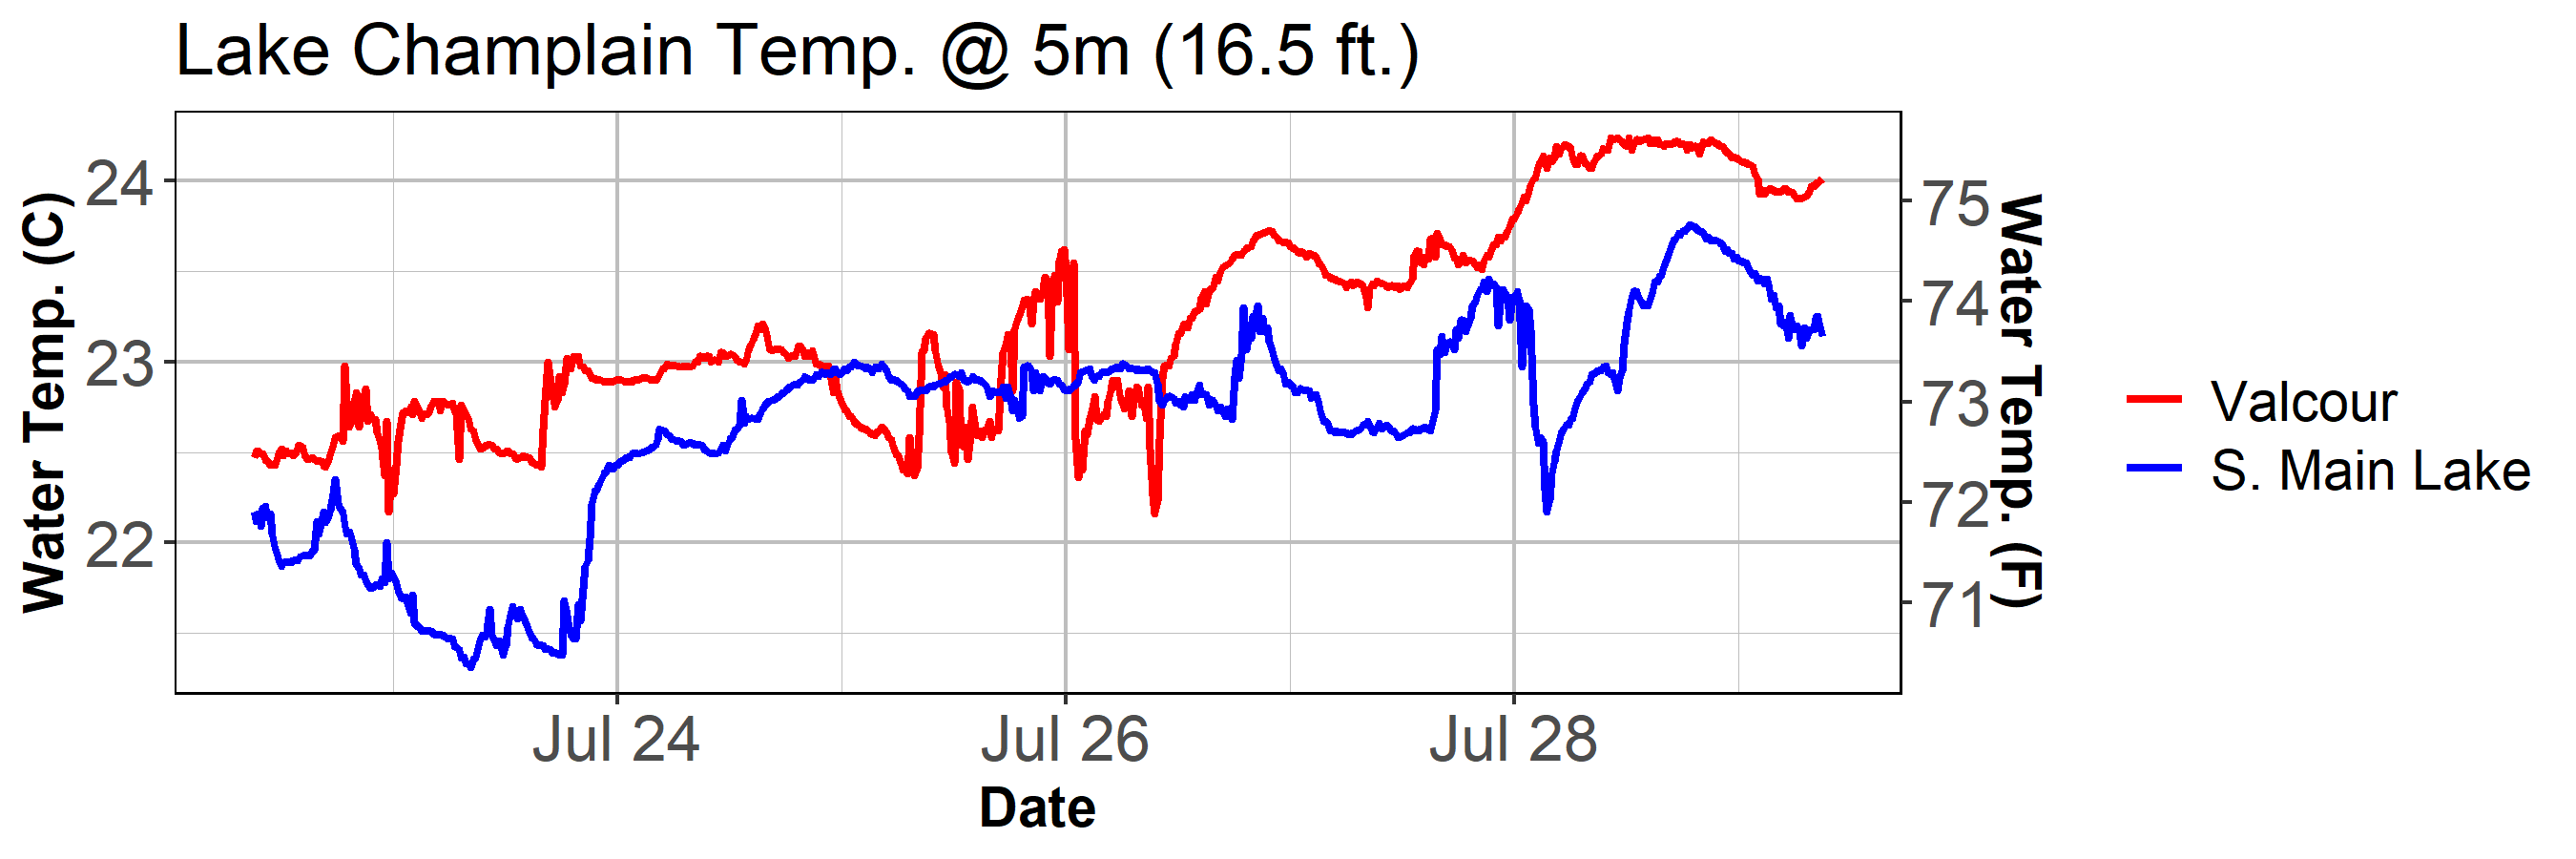 Lake Champlain Temp. @ 5m (16.5 ft.)
Water Temp. (C)
24
23
22
75
74
73
72
71
Water Temp. (F)
Valcour
S. Main Lake
Jul 24
Jul 26
Jul 28
Date